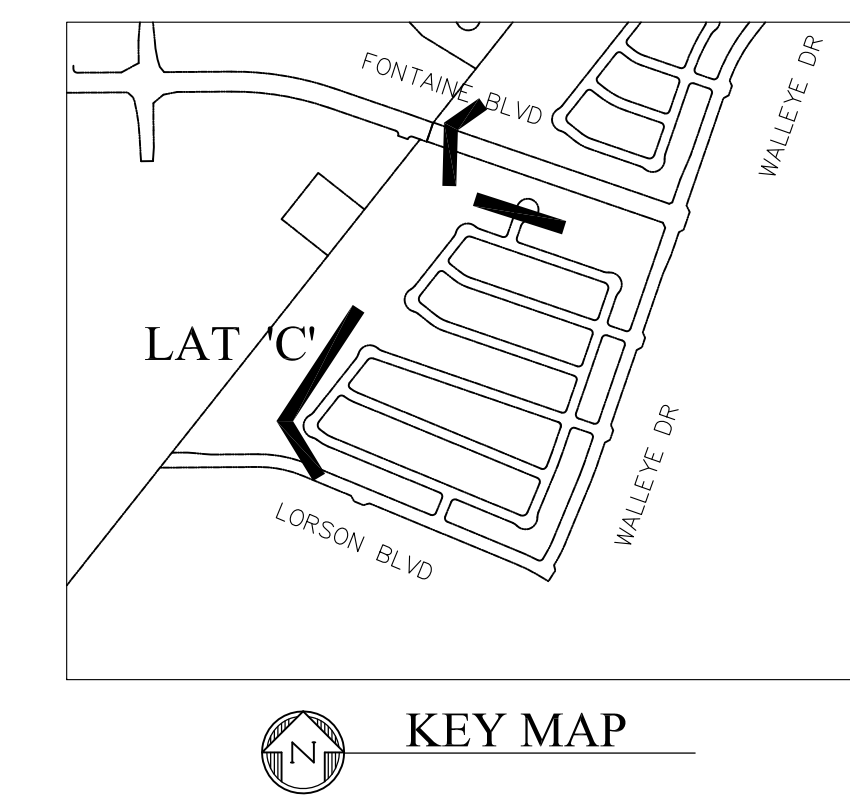 FONTAINE BLVD
WALLEYE DR
LAT 'C'
WALLEYE DR
LORSON BLVD
KEY MAP
N